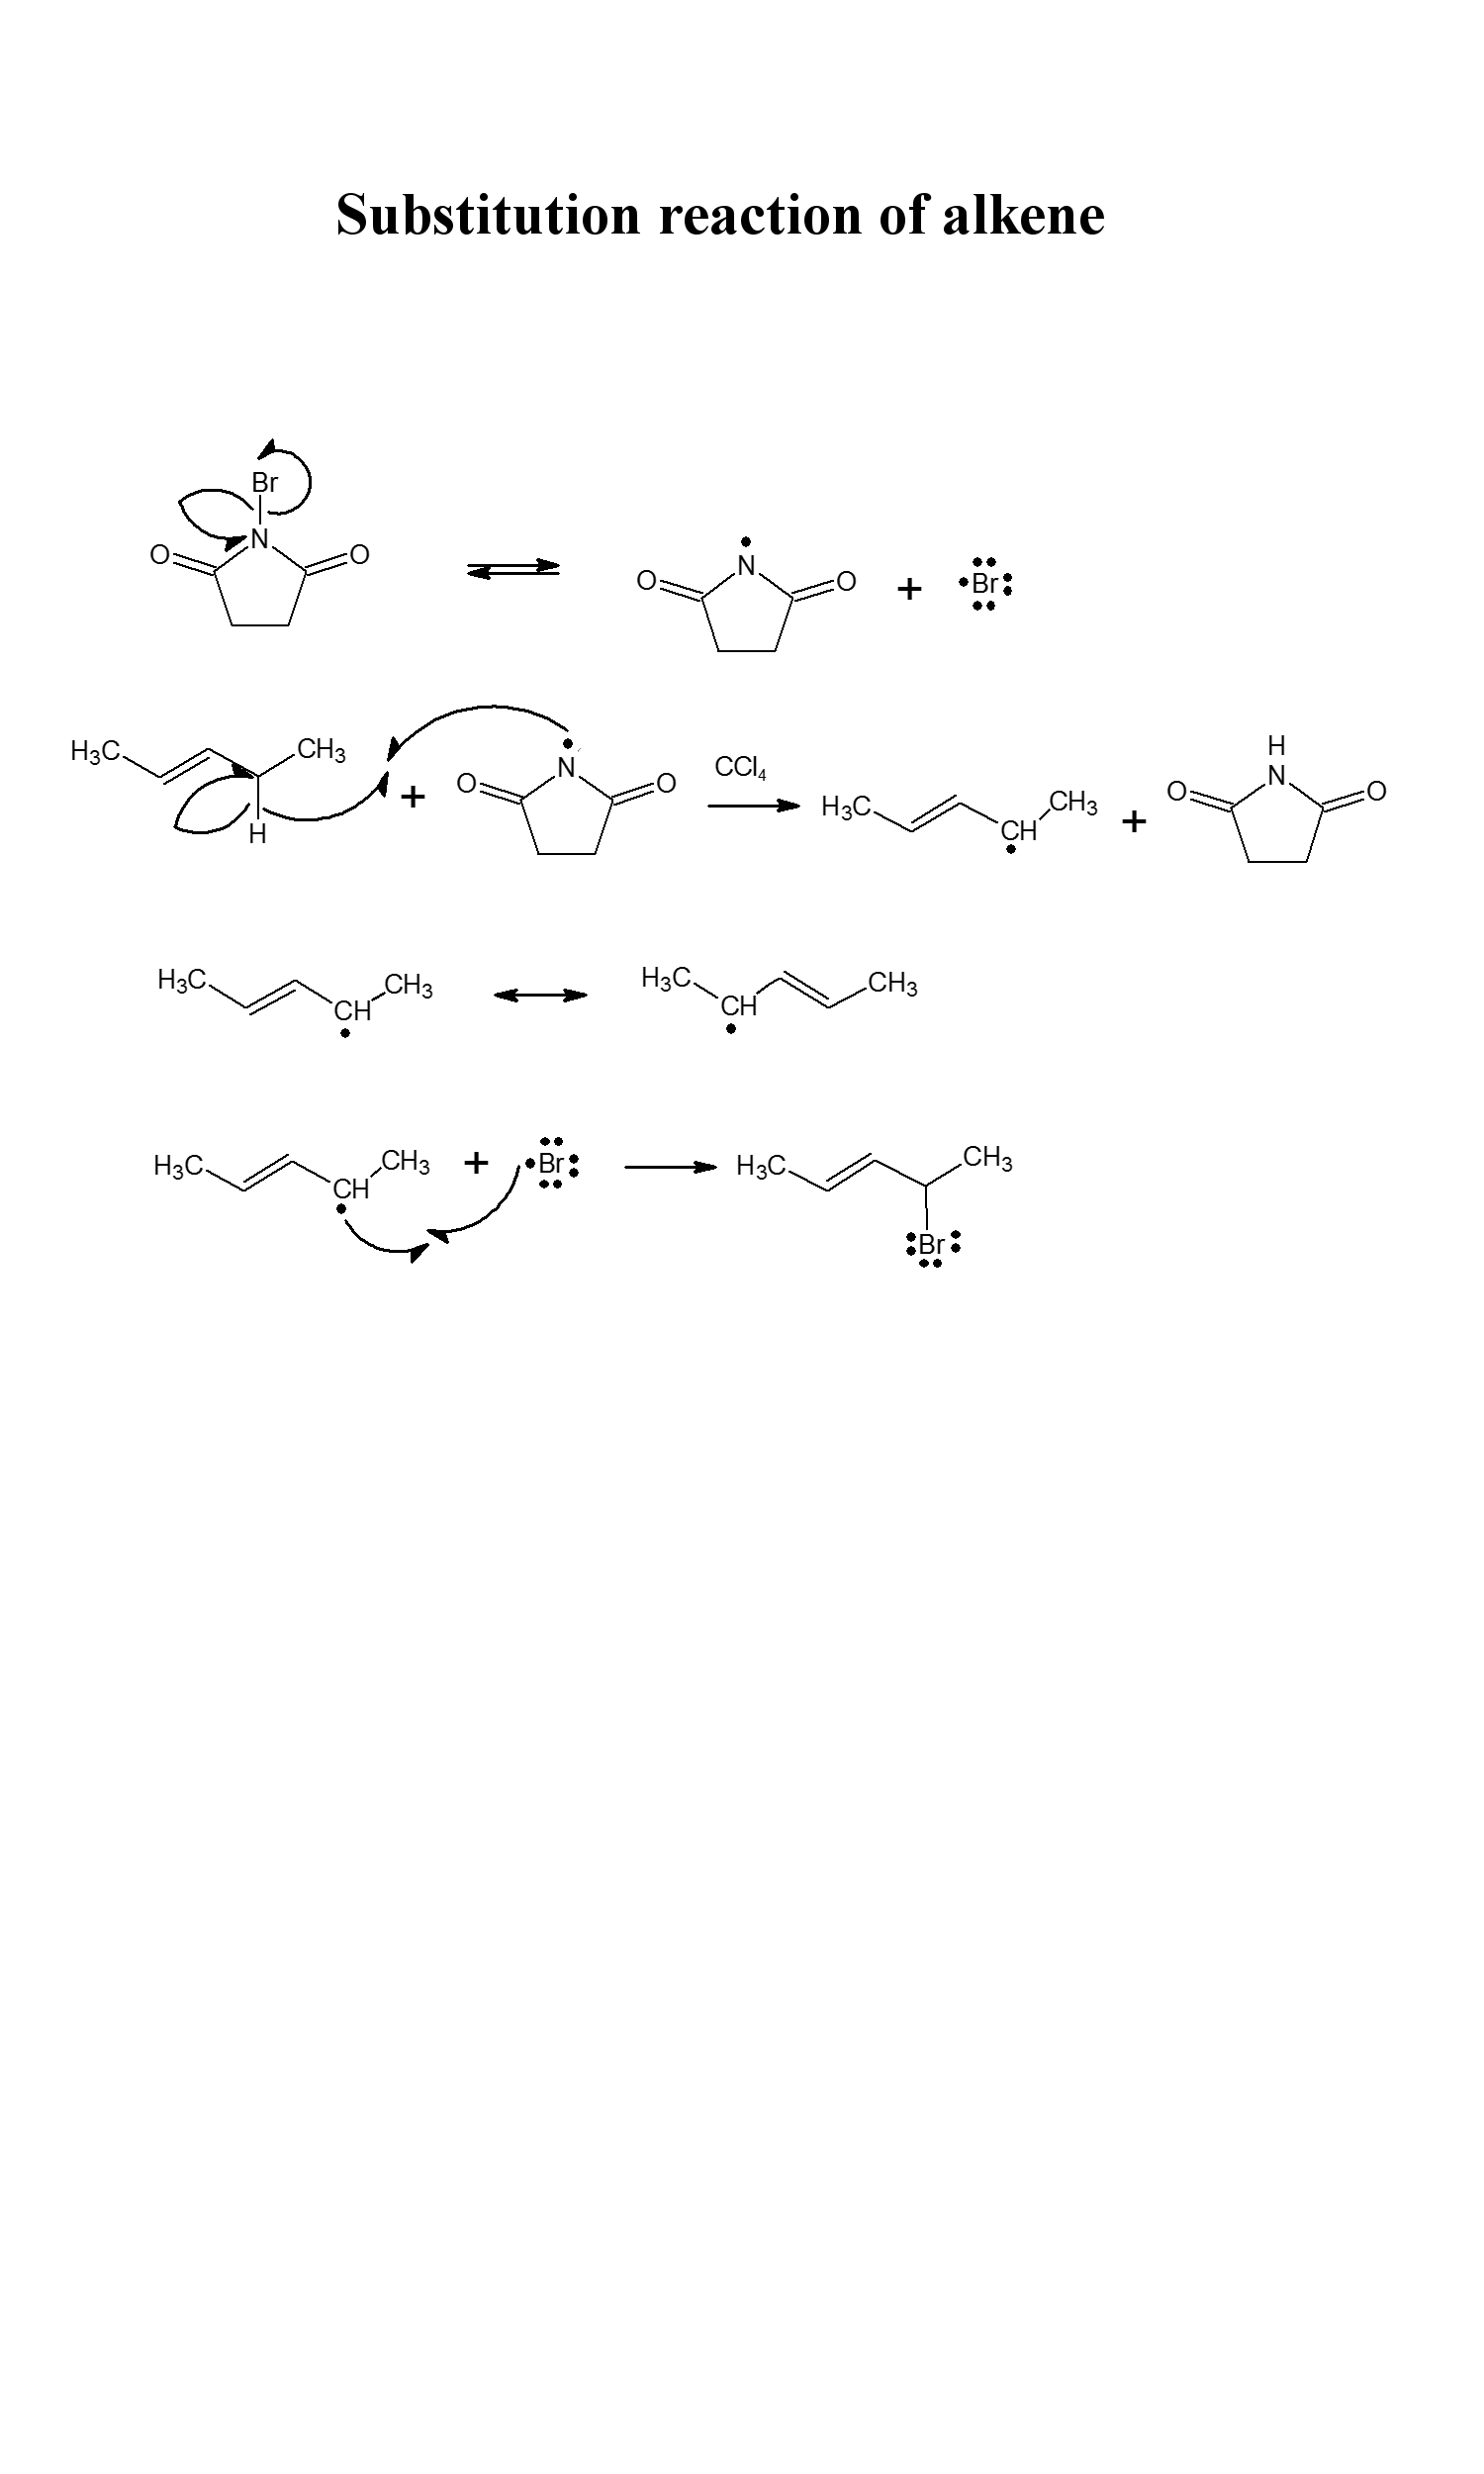 Substitution reaction of alkene
Br
N
O O
N
O O + Br
H₃C CH₃
H
+
N
O O
CCl₄
H₃C CH₃
CH
+
H
N
O O
H₃C CH₃
CH
H₃C CH₃
CH
H₃C CH₃
CH
+ Br
H₃C CH₃
Br